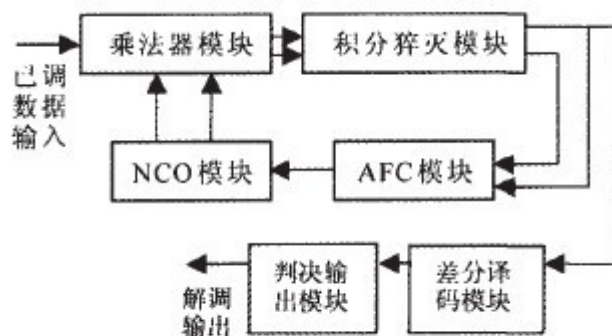 乘法器模块
积分猝灭模块
已调
数据
输入
NCO模块
AFC模块
解调
输出
判决输
出模块
差分译
码模块